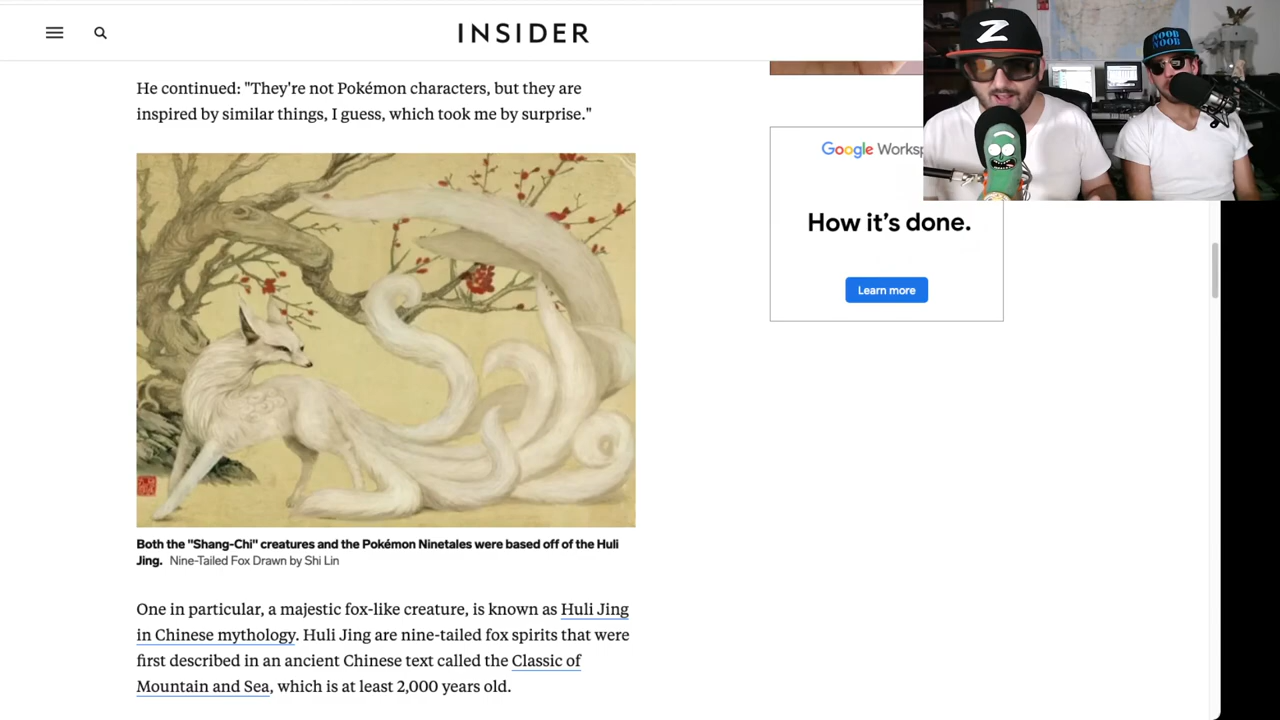 INSIDER
He continued: "They're not Pokémon characters, but they are
inspired by similar things, I guess, which took me by surprise."
Google Worksp
How it's done.
Learn more
Z
NOOB
NOOB
Both the "Shang-Chi" creatures and the Pokémon Ninetales were based off of the Huli
Jing. Nine-Tailed Fox Drawn by Shi Lin
One in particular, a majestic fox-like creature, is known as Huli Jing
in Chinese mythology. Huli Jing are nine-tailed fox spirits that were
first described in an ancient Chinese text called the Classic of
Mountain and Sea, which is at least 2,000 years old.